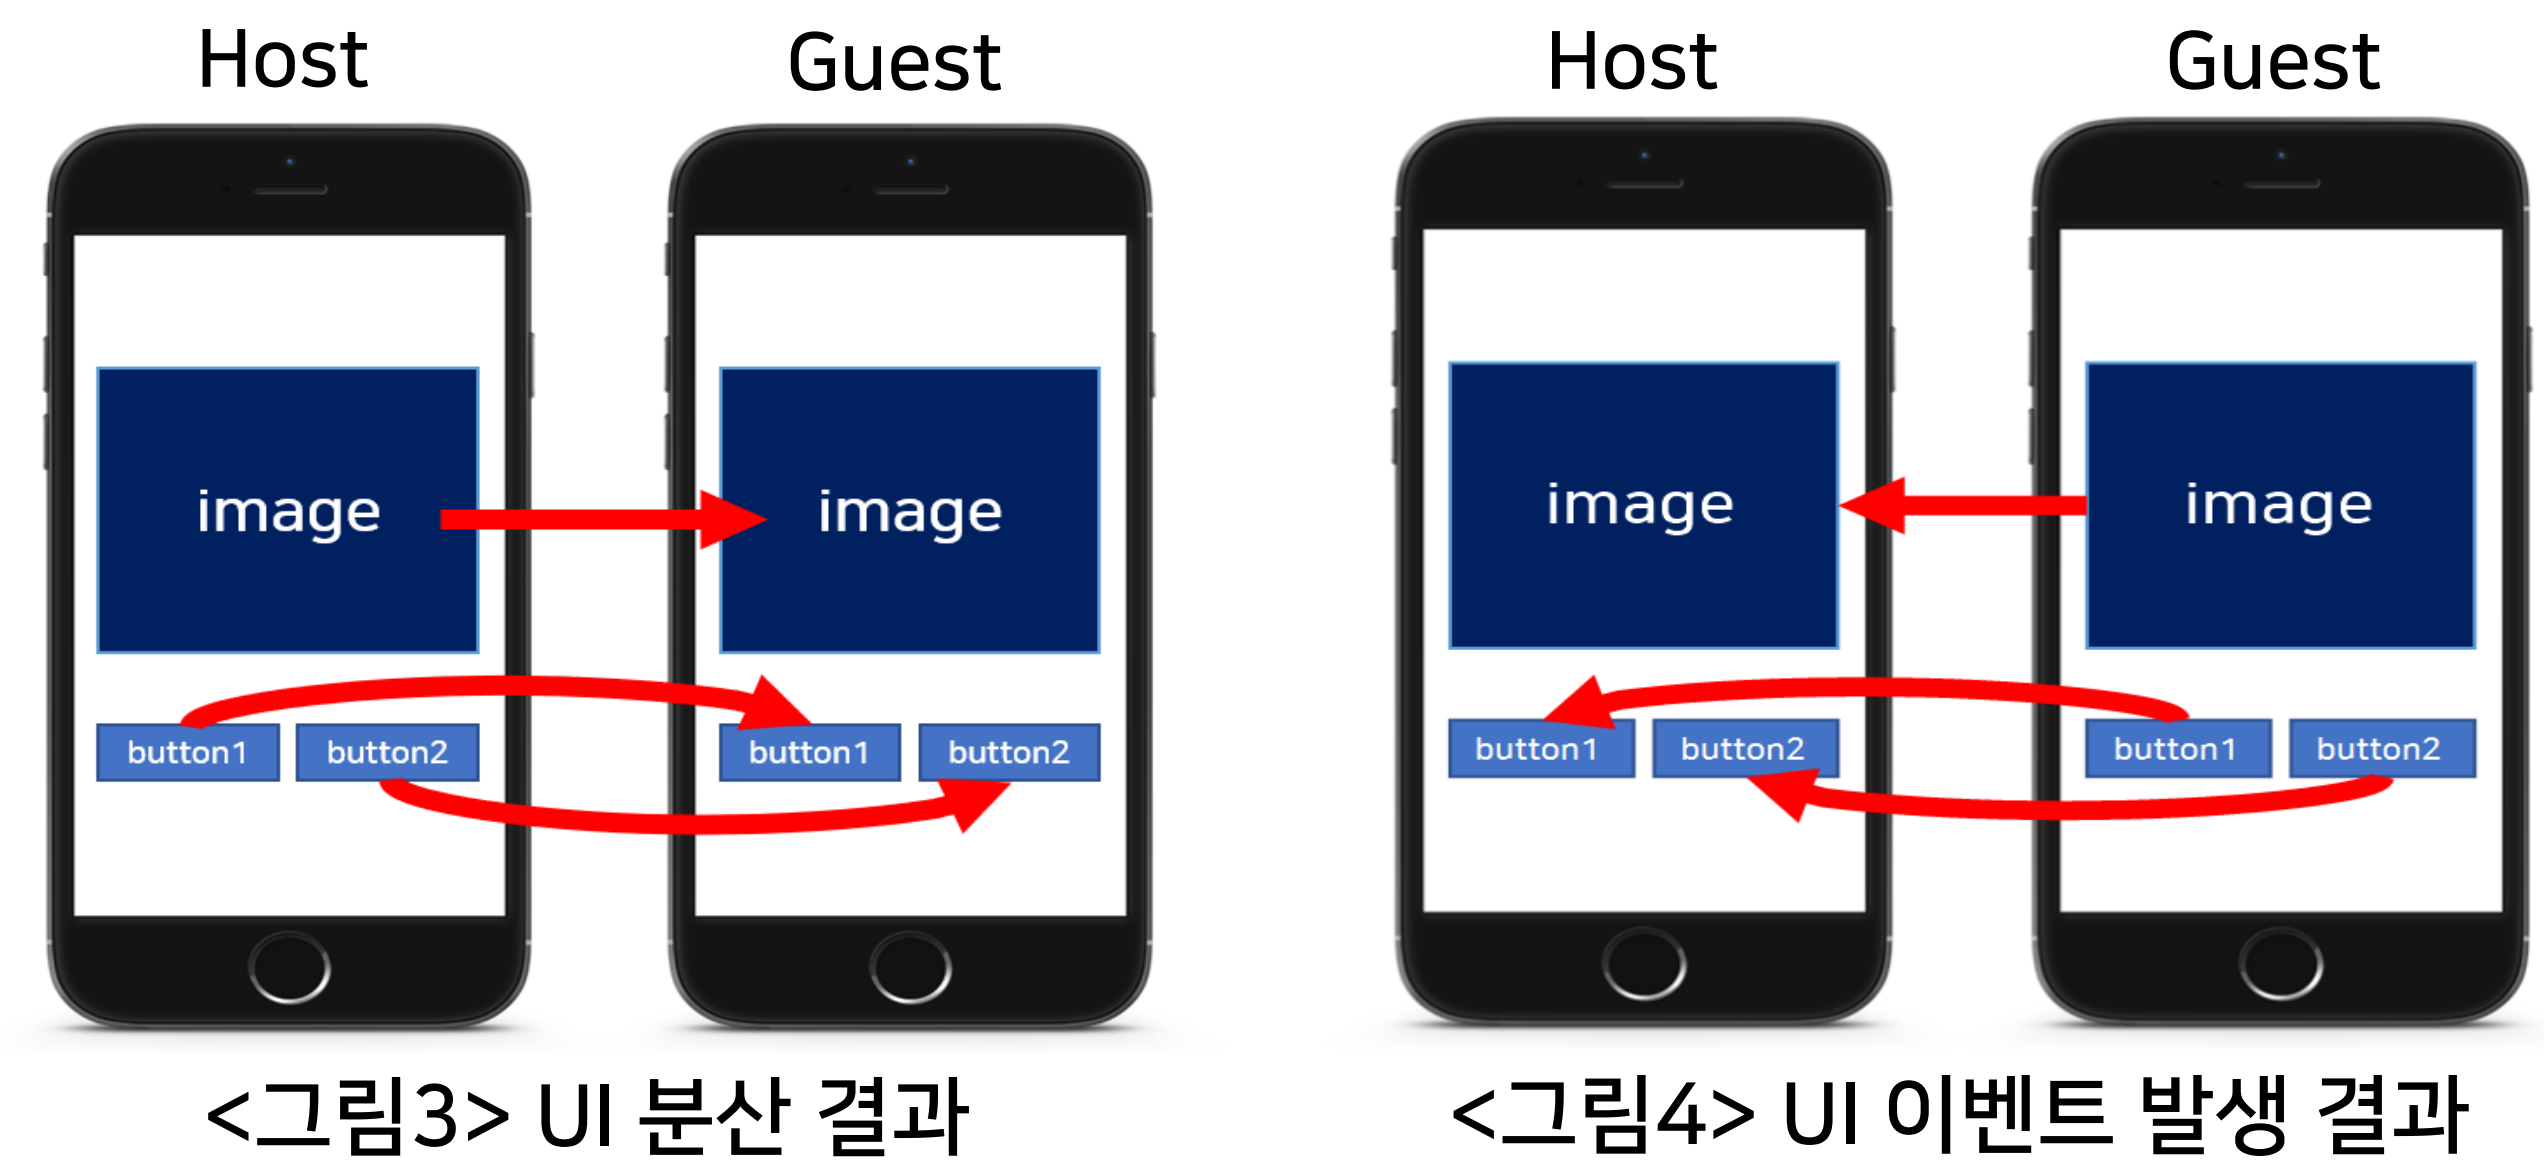 Host
Guest
image
image
button1
button2
button1
button2
<그림3> UI 분산 결과
Host
Guest
image
image
button1
button2
button1
button2
<그림4> UI 이벤트 발생 결과